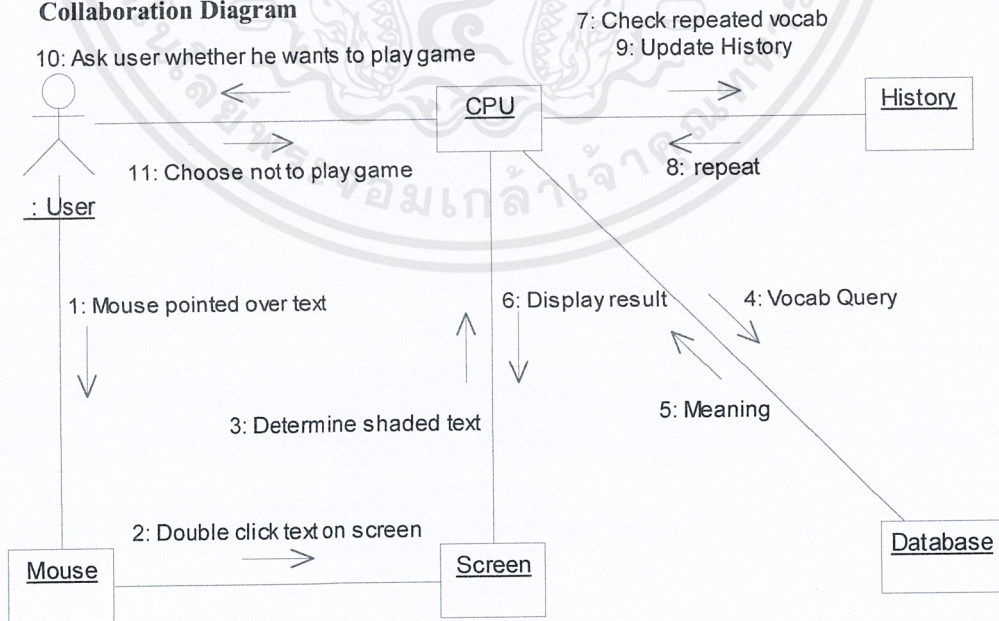 Collaboration Diagram
7: Check repeated vocab
9: Update History
10: Ask user whether he wants to play game
CPU
History
11: Choose not to play game
8: repeat
: User
1: Mouse pointed over text
6: Display result
4: Vocab Query
3: Determine shaded text
5: Meaning
2: Double click text on screen
Mouse
Screen
Database